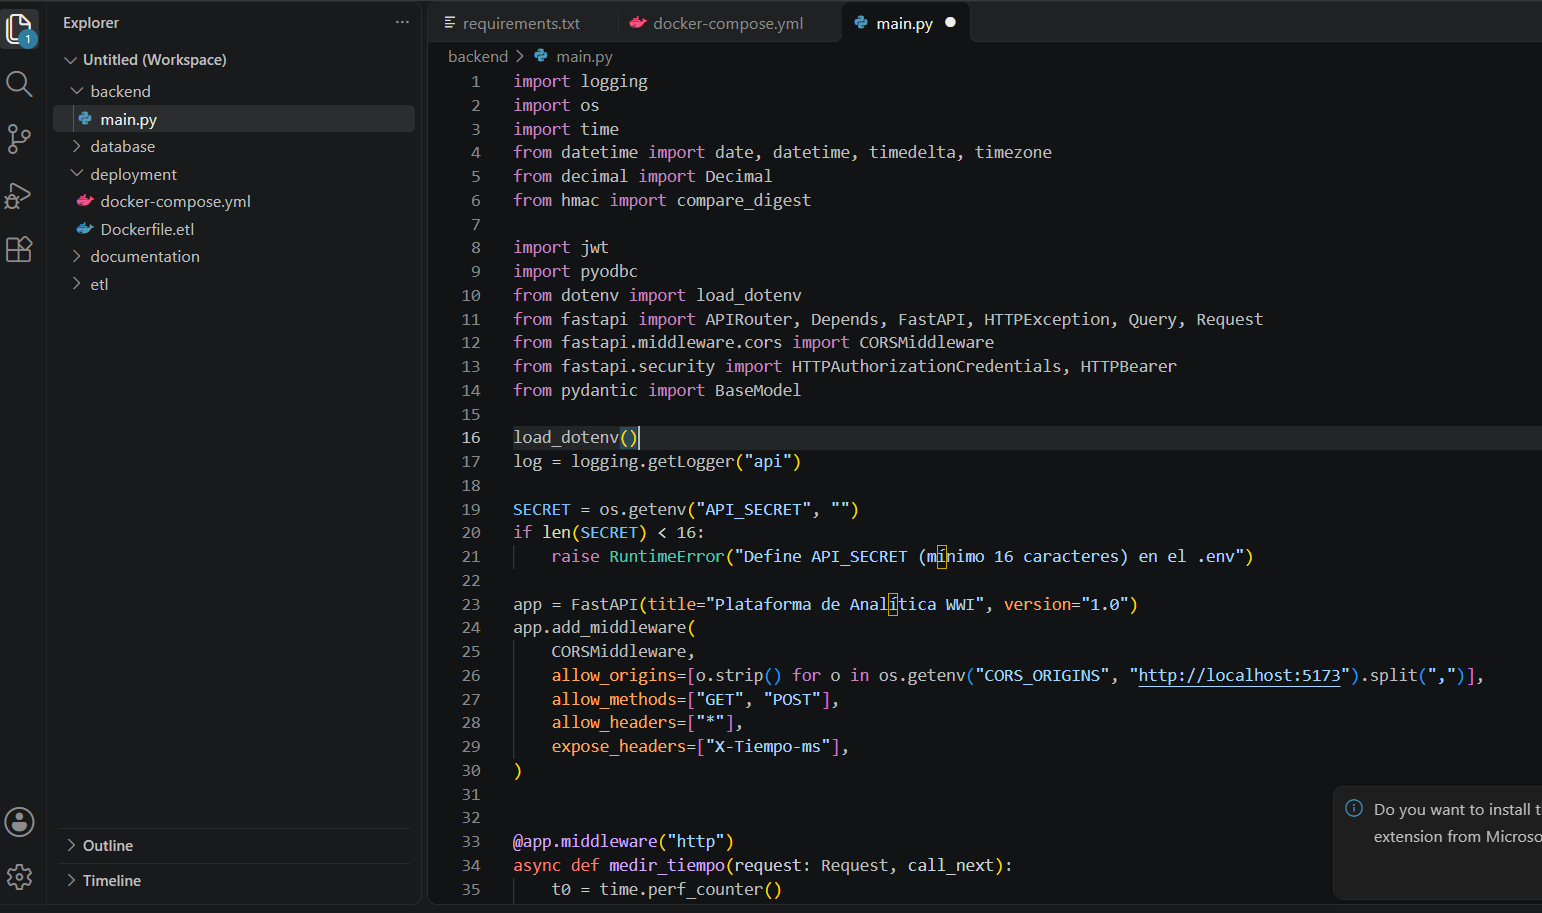 Explorer
Untitled (Workspace)
backend
main.py
database
deployment
docker-compose.yml
Dockerfile.etl
documentation
etl
Outline
Timeline
1
requirements.txt
docker-compose.yml
main.py
backend > main.py
1 import logging
2 import os
3 import time
4 from datetime import date, datetime, timedelta, timezone
5 from decimal import Decimal
6 from hmac import compare_digest
7
8 import jwt
9 import pyodbc
10 from dotenv import load_dotenv
11 from fastapi import APIRouter, Depends, FastAPI, HTTPException, Query, Request
12 from fastapi.middleware.cors import CORSMiddleware
13 from fastapi.security import HTTPAuthorizationCredentials, HTTPBearer
14 from pydantic import BaseModel
15
16 load_dotenv()
17 log = logging.getLogger("api")
18
19 SECRET = os.getenv("API_SECRET", "")
20 if len(SECRET) < 16:
21     raise RuntimeError("Define API_SECRET (mínimo 16 caracteres) en el .env")
22
23 app = FastAPI(title="Plataforma de Analítica WWI", version="1.0")
24 app.add_middleware(
25     CORSMiddleware,
26     allow_origins=[o.strip() for o in os.getenv("CORS_ORIGINS", "http://localhost:5173").split(",")],
27     allow_methods=["GET", "POST"],
28     allow_headers=["*"],
29     expose_headers=["X-Tiempo-ms"],
30 )
31
32
33 @app.middleware("http")
34 async def medir_tiempo(request: Request, call_next):
35     t0 = time.perf_counter()
Do you want to install t
extension from Microso